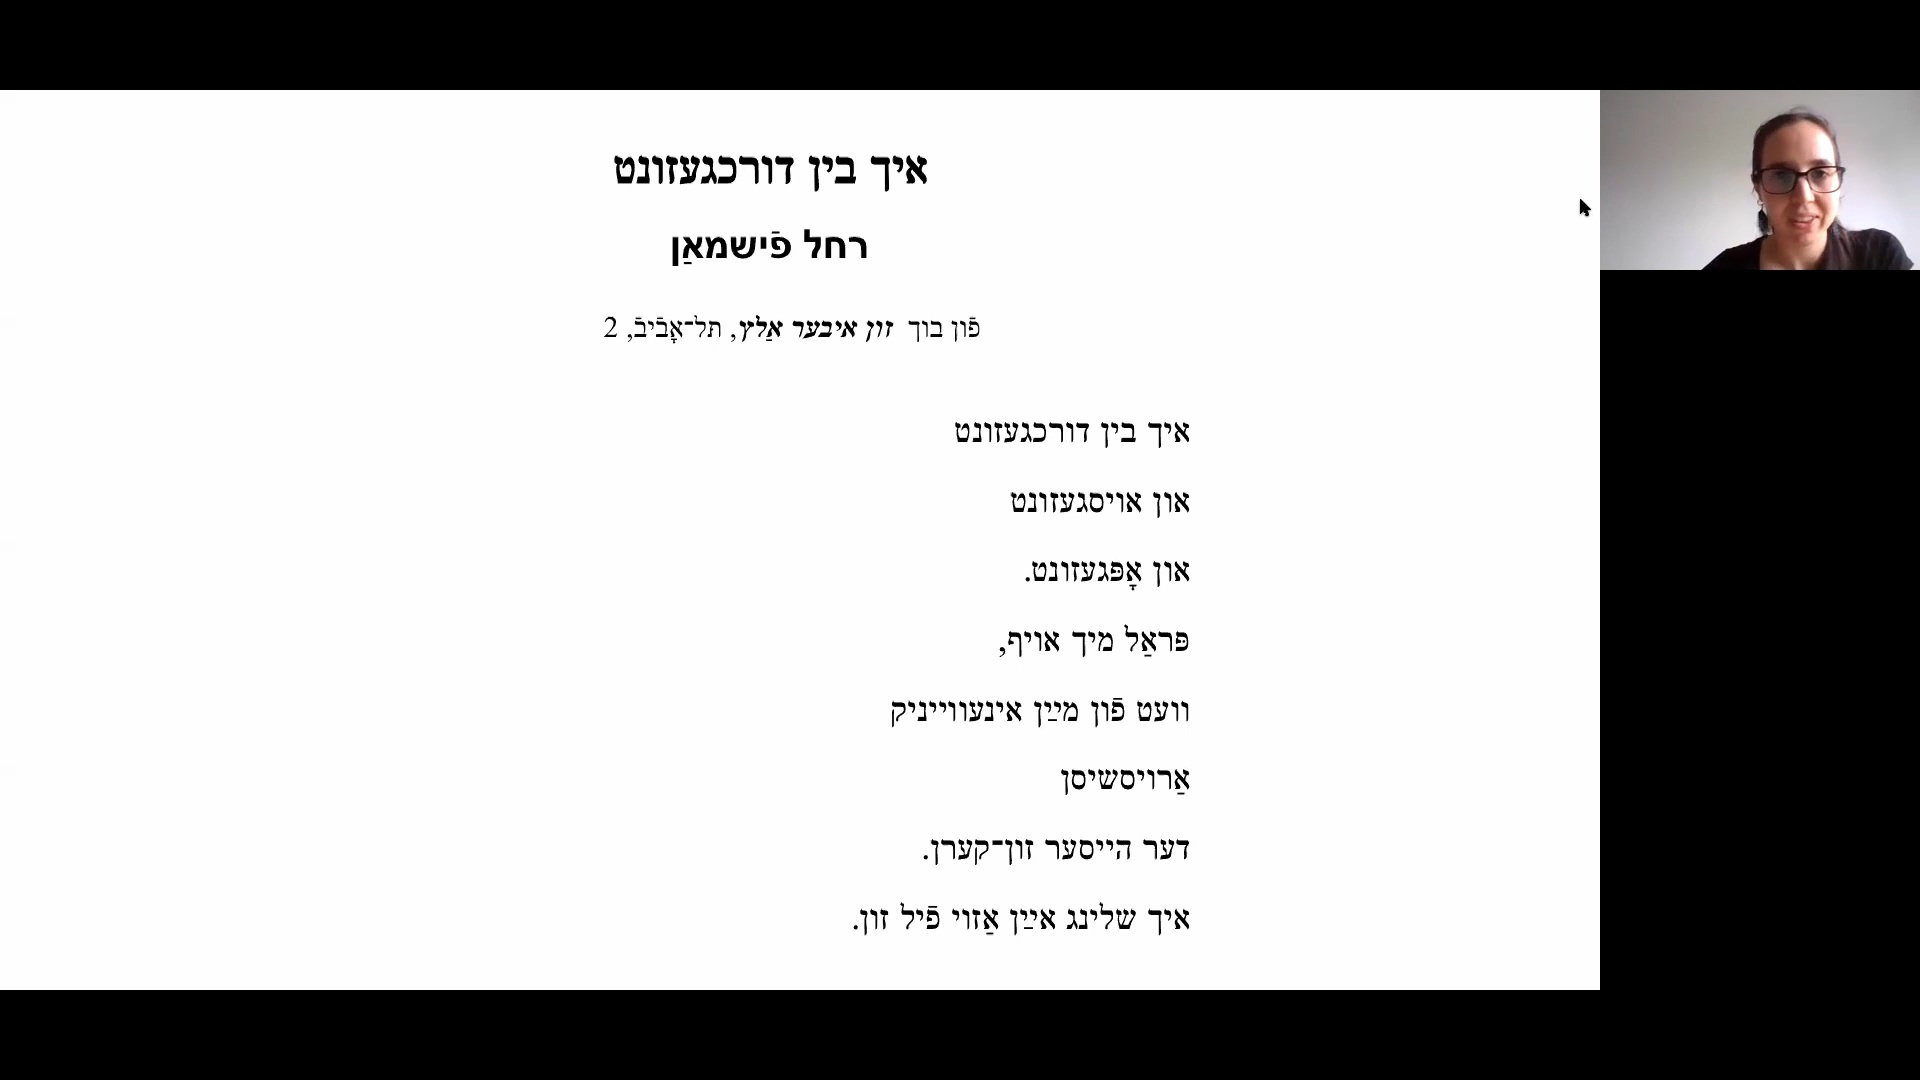 איך בין דורכגעזונט
רחל פֿישמאַן
פֿון בוך זון איבער אַלץ, תל־אָבֿיבֿ, 2
איך בין דורכגעזונט
און אויסגעזונט
און אָפּגעזונט.
פּראַל מיך אויף,
וועט פֿון מײַן אינעווייניק
אַרויסשיסן
דער הייסער זון־קערן.
איך שלינג אײַן אַזוי פֿיל זון.